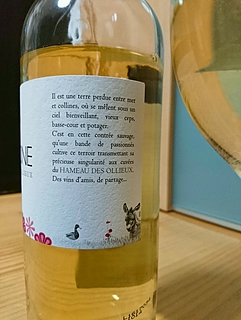 Il est une terre perdue entre mer
et collines, où se mêlent sous un
ciel bienveillant, vieux ceps,
basse-cour et potager.
C'est en cette contrée sauvage,
qu'une bande de passionnés
cultive ce terroir transmettant sa
précieuse singularité aux cuvées
du HAMEAU DES OLLIEUX.
Des vins d'amis, de partage...
NE